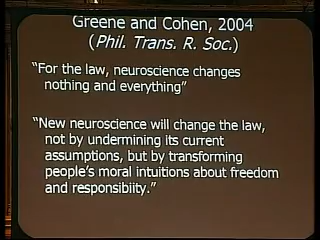 Greene and Cohen, 2004
(Phil. Trans. R. Soc.)
“For the law, neuroscience changes
nothing and everything”
“New neuroscience will change the law,
not by undermining its current
assumptions, but by transforming
people’s moral intuitions about freedom
and responsibiity.”